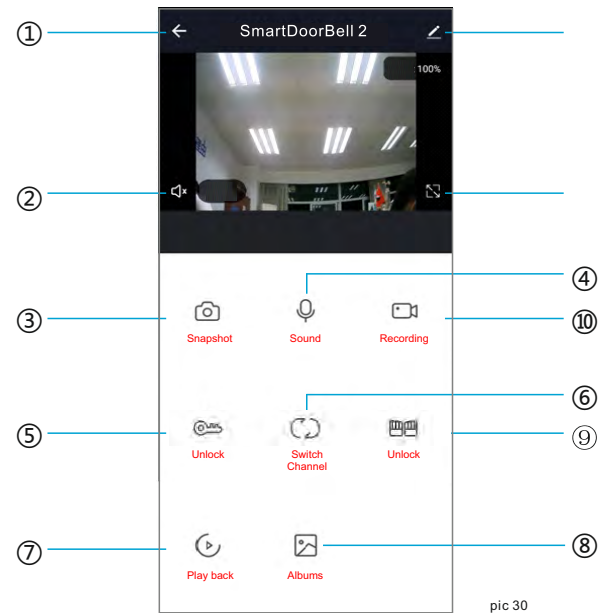 ① SmartDoorBell 2
100%
②
④
③ ⑩
Snapshot Sound Recording
⑥
⑤ ⑨
Unlock Switch Channel Unlock
⑦ ⑧
Play back Albums
pic 30